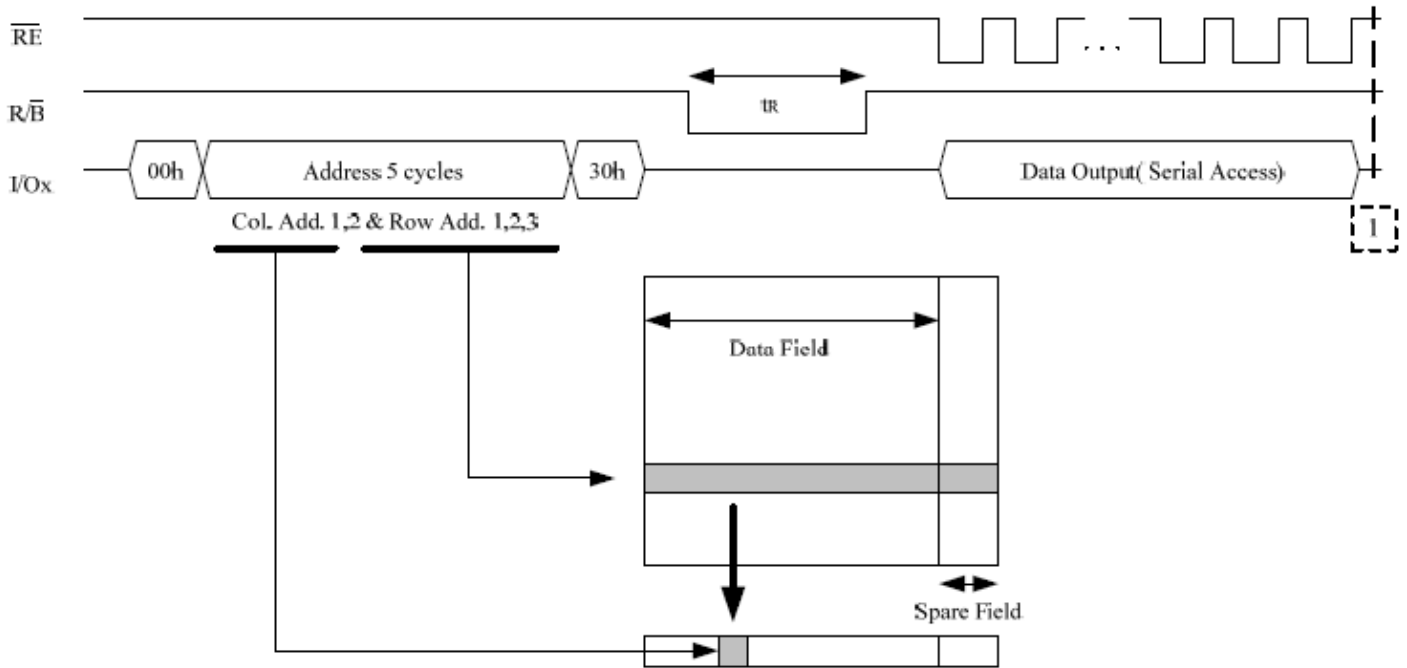 RE
R/B
tR
I/Ox
00h
Address 5 cycles
30h
Data Output( Serial Access)
Col. Add. 1,2 & Row Add. 1,2,3
1
Data Field
Spare Field